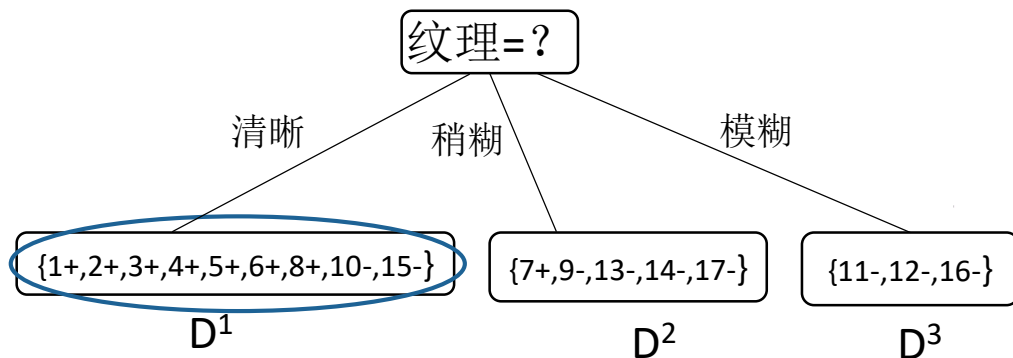 纹理=?
清晰
稍糊
模糊
{1+,2+,3+,4+,5+,6+,8+,10-,15-}
{7+,9-,13-,14-,17-}
{11-,12-,16-}
D¹
D²
D³